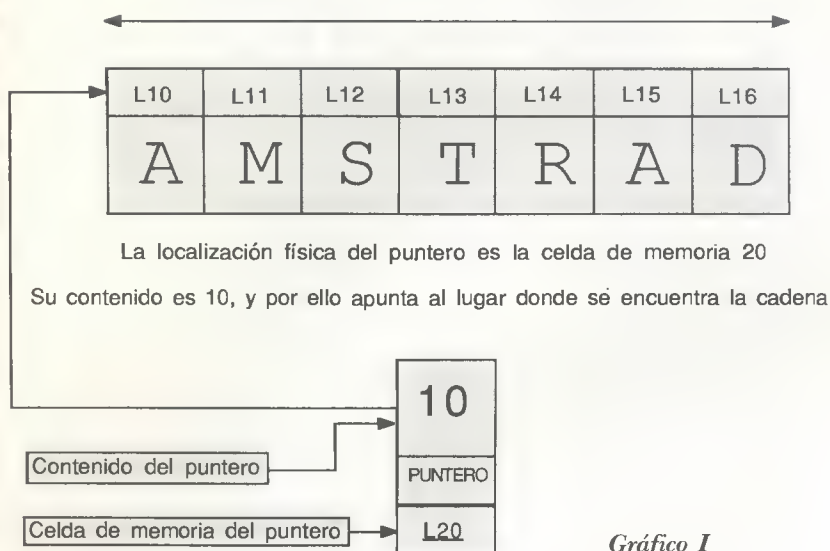 L10 L11 L12 L13 L14 L15 L16
A M S T R A D
La localización física del puntero es la celda de memoria 20
Su contenido es 10, y por ello apunta al lugar donde se encuentra la cadena
10
Contenido del puntero
PUNTERO
Celda de memoria del puntero
L20
Gráfico I